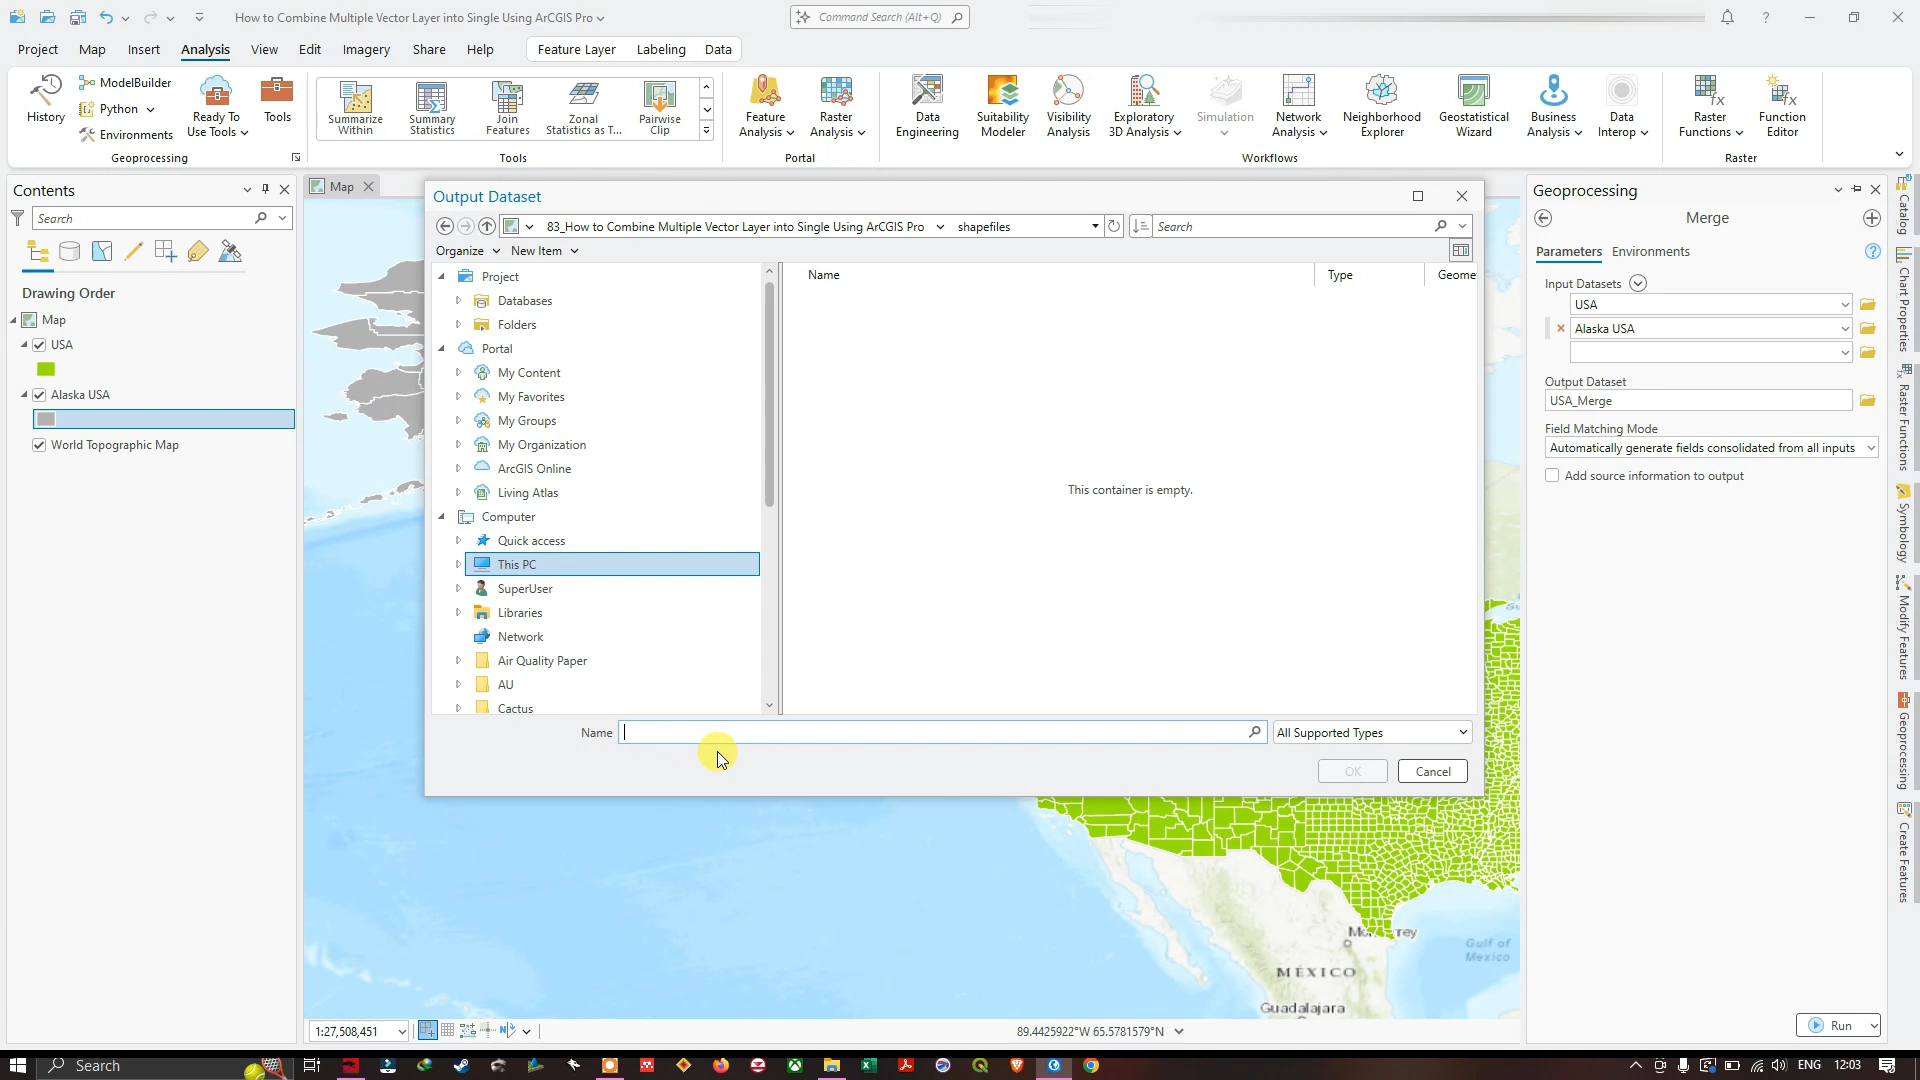 How to Combine Multiple Vector Layer into Single Using ArcGIS Pro
Command Search (Alt+Q)
Project Map Insert Analysis View Edit Imagery Share Help Feature Layer Labeling Data
History
ModelBuilder
Python
Environments
Ready To Use Tools
Tools
Geoprocessing
Summarize Within
Summary Statistics
Join Features
Zonal Statistics as T...
Pairwise Clip
Tools
Feature Analysis
Raster Analysis
Portal
Data Engineering
Suitability Modeler
Visibility Analysis
Exploratory 3D Analysis
Simulation
Network Analysis
Neighborhood Explorer
Geostatistical Wizard
Business Analysis
Data Interop
Workflows
Raster Functions
Function Editor
Raster
Contents
Search
Drawing Order
Map
USA
Alaska USA
World Topographic Map
Map
Output Dataset
83_How to Combine Multiple Vector Layer into Single Using ArcGIS Pro shapefiles
Search
Organize New Item
Project
Databases
Folders
Portal
My Content
My Favorites
My Groups
My Organization
ArcGIS Online
Living Atlas
Computer
Quick access
This PC
SuperUser
Libraries
Network
Air Quality Paper
AU
Cactus
Name Type Geome
This container is empty.
Name
All Supported Types
OK Cancel
MÉXICO
Guadalajara
Gulf of
Mexico
1:27,508,451
89.4425922°W 65.5781579°N
Geoprocessing
Merge
Parameters Environments
Input Datasets
USA
Alaska USA
Output Dataset
USA_Merge
Field Matching Mode
Automatically generate fields consolidated from all inputs
Add source information to output
Run
Catalog
Chart Properties
Raster Functions
Symbology
Modify Features
Geoprocessing
Create Features
Search
ENG 12:03